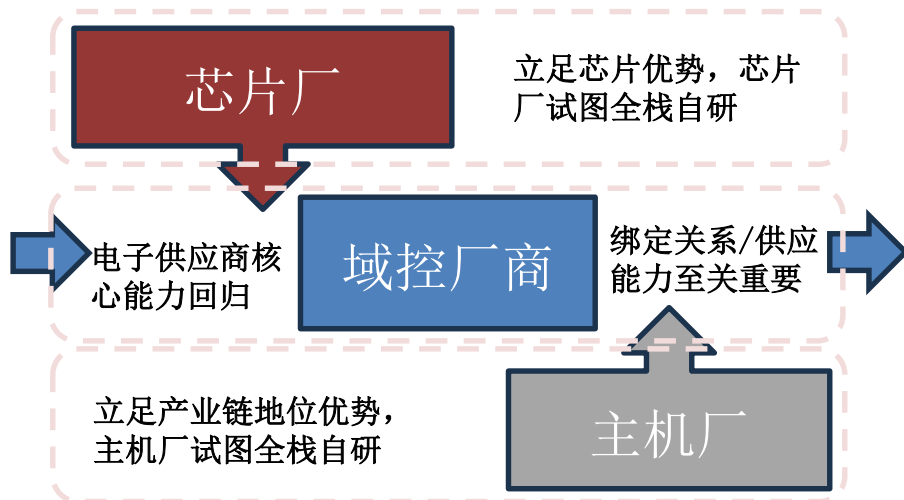 芯片厂
立足芯片优势，芯片
厂试图全栈自研
电子供应商核
心能力回归
域控厂商
绑定关系/供应
能力至关重要
立足产业链地位优势，
主机厂试图全栈自研
主机厂